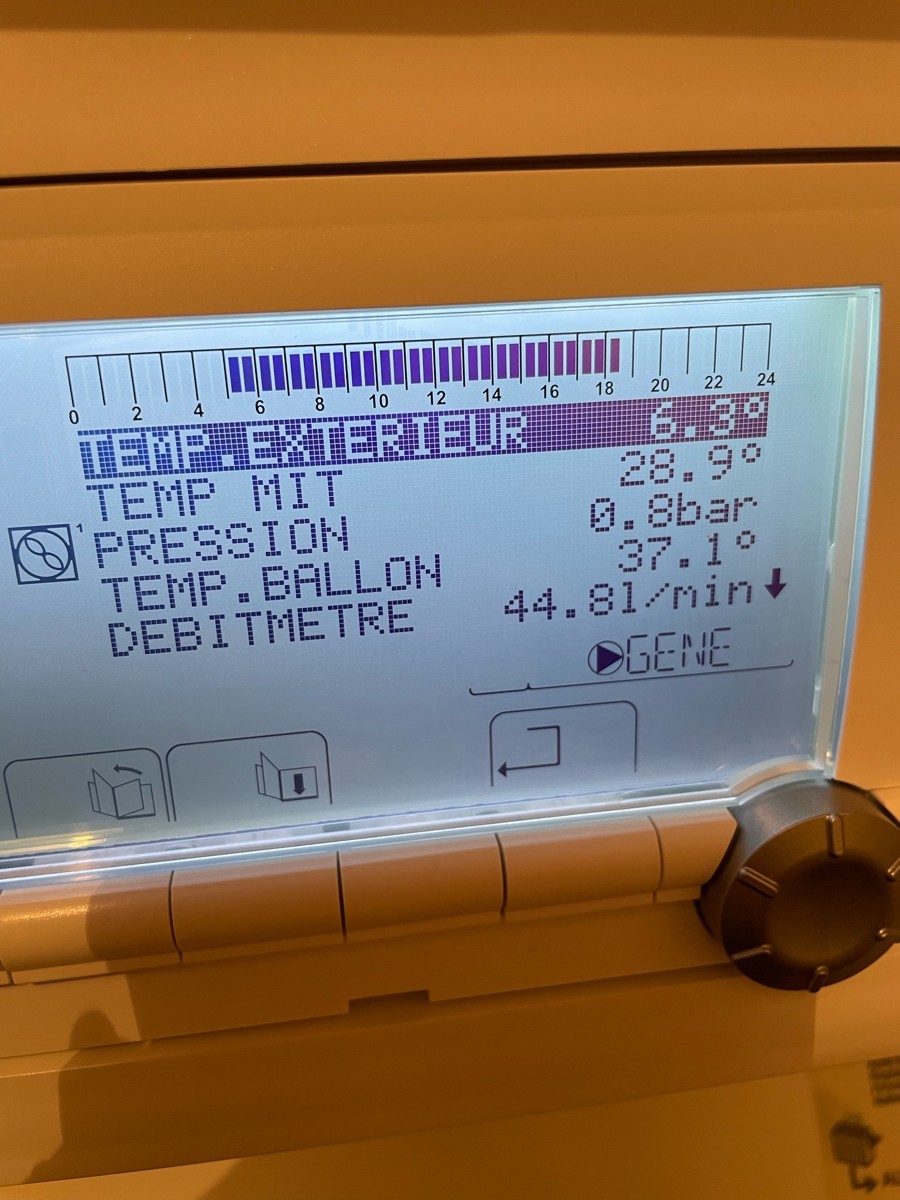 0 2 4 6 8 10 12 14 16 18 20 22 24
TEMP.EXTERIEUR 6.3°
TEMP MIT 28.9°
1
PRESSION 0.8bar
TEMP.BALLON 37.1°
DEBITMETRE 44.8l/min
GENE